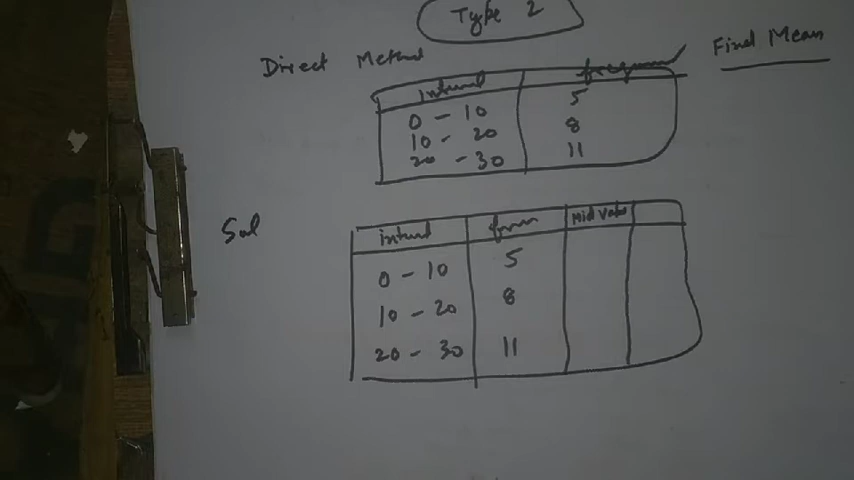 Type 2
Direct Method
Find Mean
interval frequency
0 - 10 5
10 - 20 8
20 - 30 11
Sol
interval Mid Value
0 - 10 5
10 - 20 8
20 - 30 11